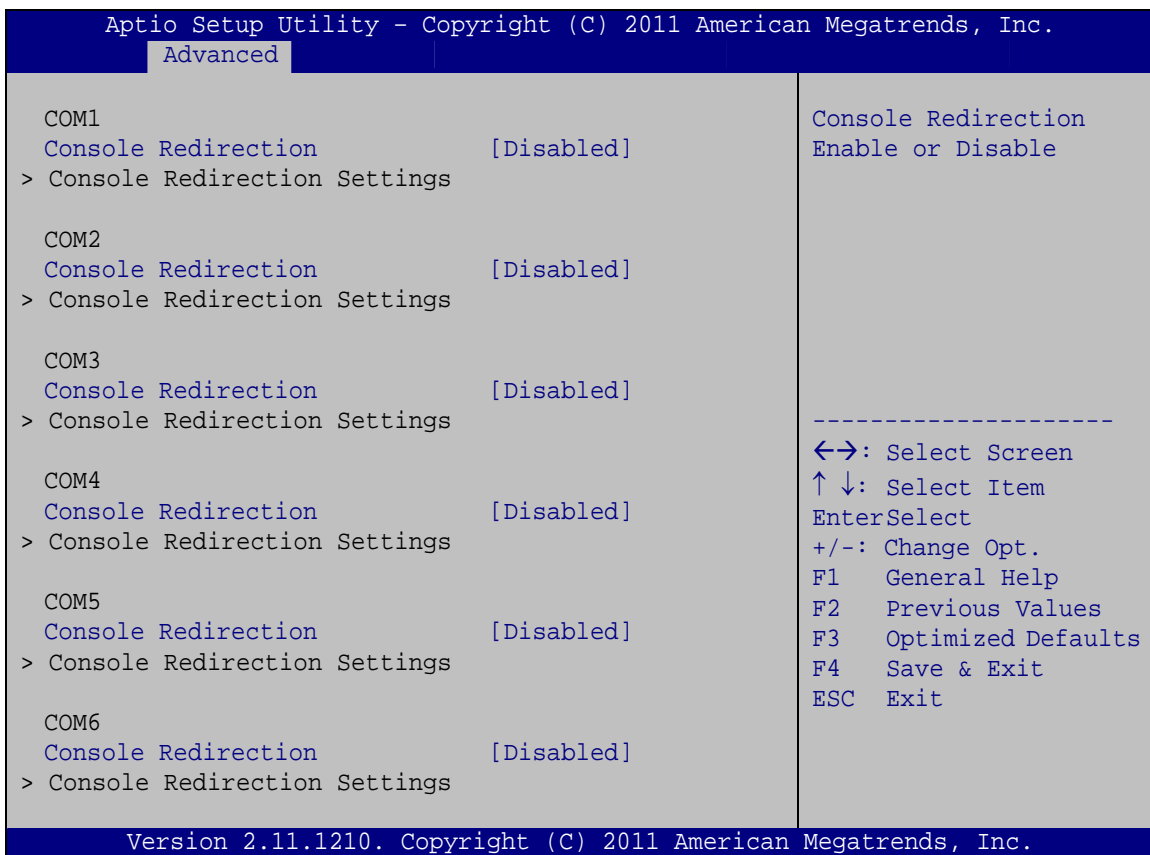 Aptio Setup Utility – Copyright (C) 2011 American Megatrends, Inc.
Advanced
COM1
Console Redirection [Disabled]
> Console Redirection Settings
COM2
Console Redirection [Disabled]
> Console Redirection Settings
COM3
Console Redirection [Disabled]
> Console Redirection Settings
COM4
Console Redirection [Disabled]
> Console Redirection Settings
COM5
Console Redirection [Disabled]
> Console Redirection Settings
COM6
Console Redirection [Disabled]
> Console Redirection Settings
Console Redirection
Enable or Disable
---------------------
←→: Select Screen
↑ ↓: Select Item
EnterSelect
+/-: Change Opt.
F1 General Help
F2 Previous Values
F3 Optimized Defaults
F4 Save & Exit
ESC Exit
Version 2.11.1210. Copyright (C) 2011 American Megatrends, Inc.